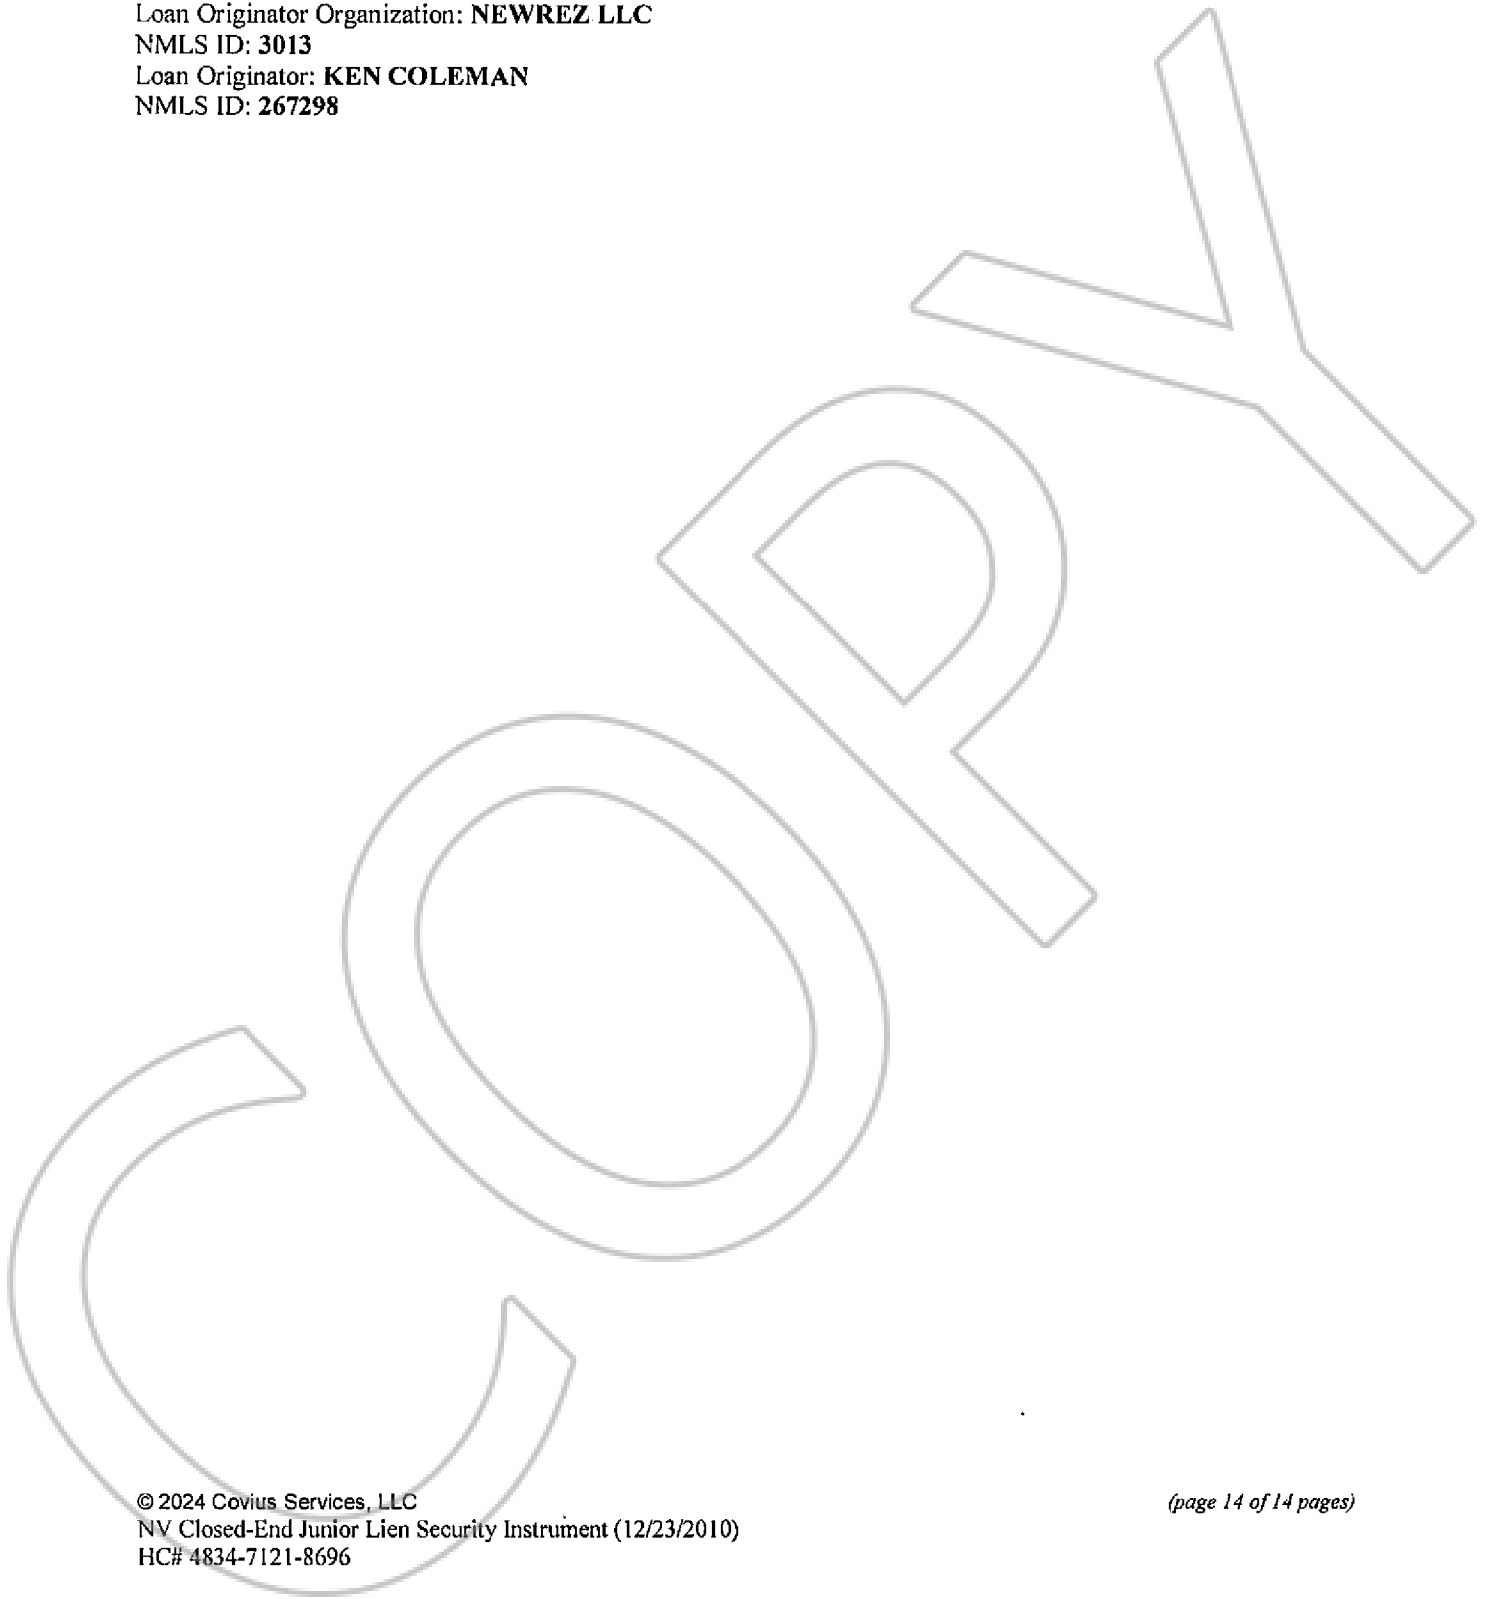 Loan Originator Organization: NEWREZ LLC
NMLS ID: 3013
Loan Originator: KEN COLEMAN
NMLS ID: 267298
COPY
© 2024 Covius Services, LLC
(page 14 of 14 pages)
NV Closed-End Junior Lien Security Instrument (12/23/2010)
HC# 4834-7121-8696